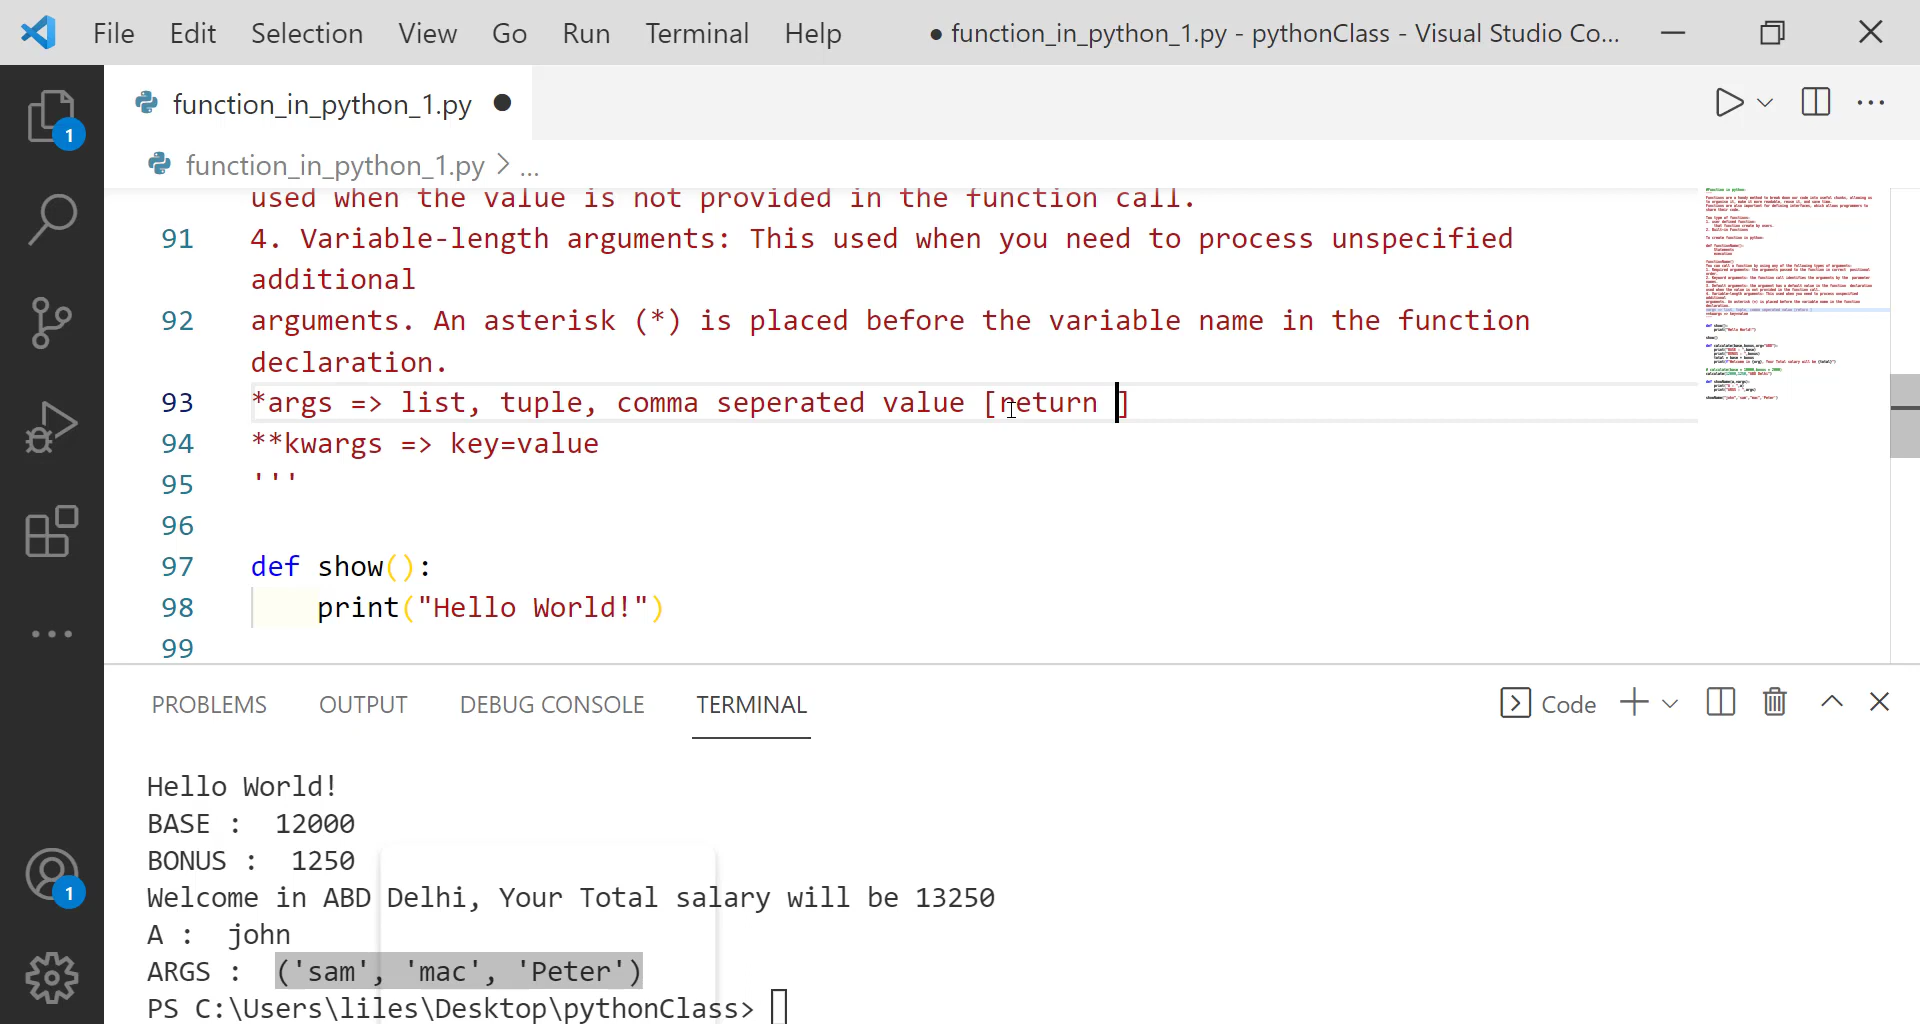 File Edit Selection View Go Run Terminal Help ● function_in_python_1.py - pythonClass - Visual Studio Co...
function_in_python_1.py
function_in_python_1.py > ...
used when the value is not provided in the function call.
91 4. Variable-length arguments: This used when you need to process unspecified
additional
92 arguments. An asterisk (*) is placed before the variable name in the function
declaration.
93 *args => list, tuple, comma seperated value [return ]
94 **kwargs => key=value
95 '''
96
97 def show():
98 print("Hello World!")
99
1
1
PROBLEMS OUTPUT DEBUG CONSOLE TERMINAL Code
Hello World!
BASE :  12000
BONUS :  1250
Welcome in ABD Delhi, Your Total salary will be 13250
A :  john
ARGS :  ('sam', 'mac', 'Peter')
PS C:\Users\liles\Desktop\pythonClass>